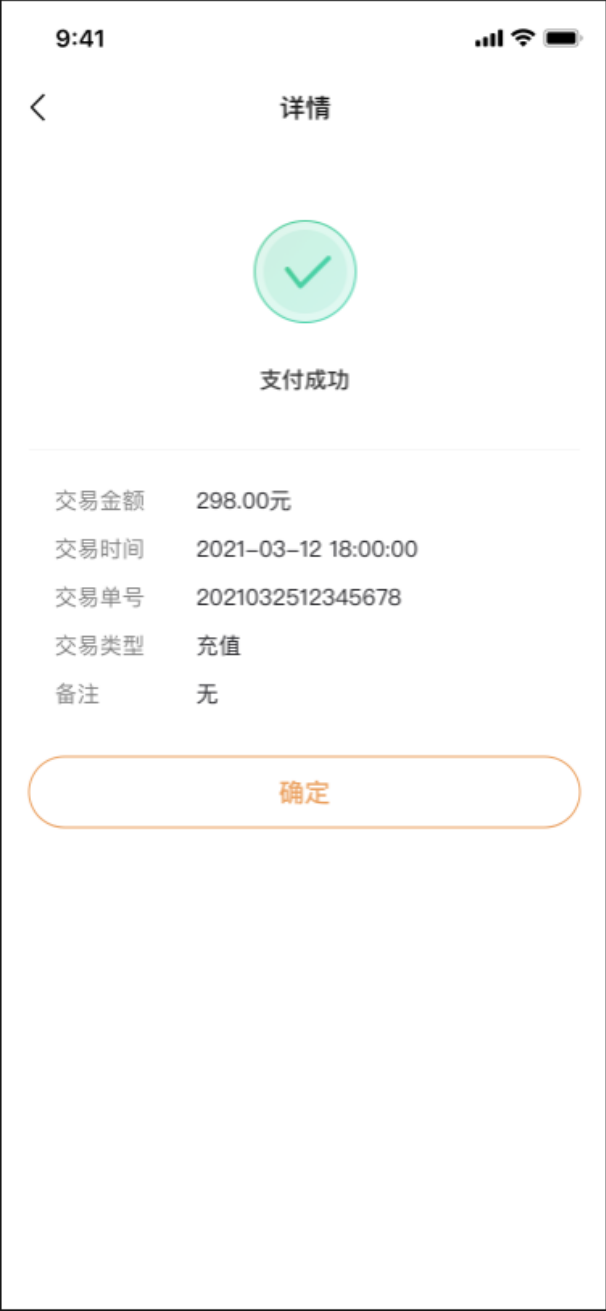 9:41
详情
支付成功
交易金额 298.00元
交易时间 2021-03-12 18:00:00
交易单号 2021032512345678
交易类型 充值
备注 无
确定